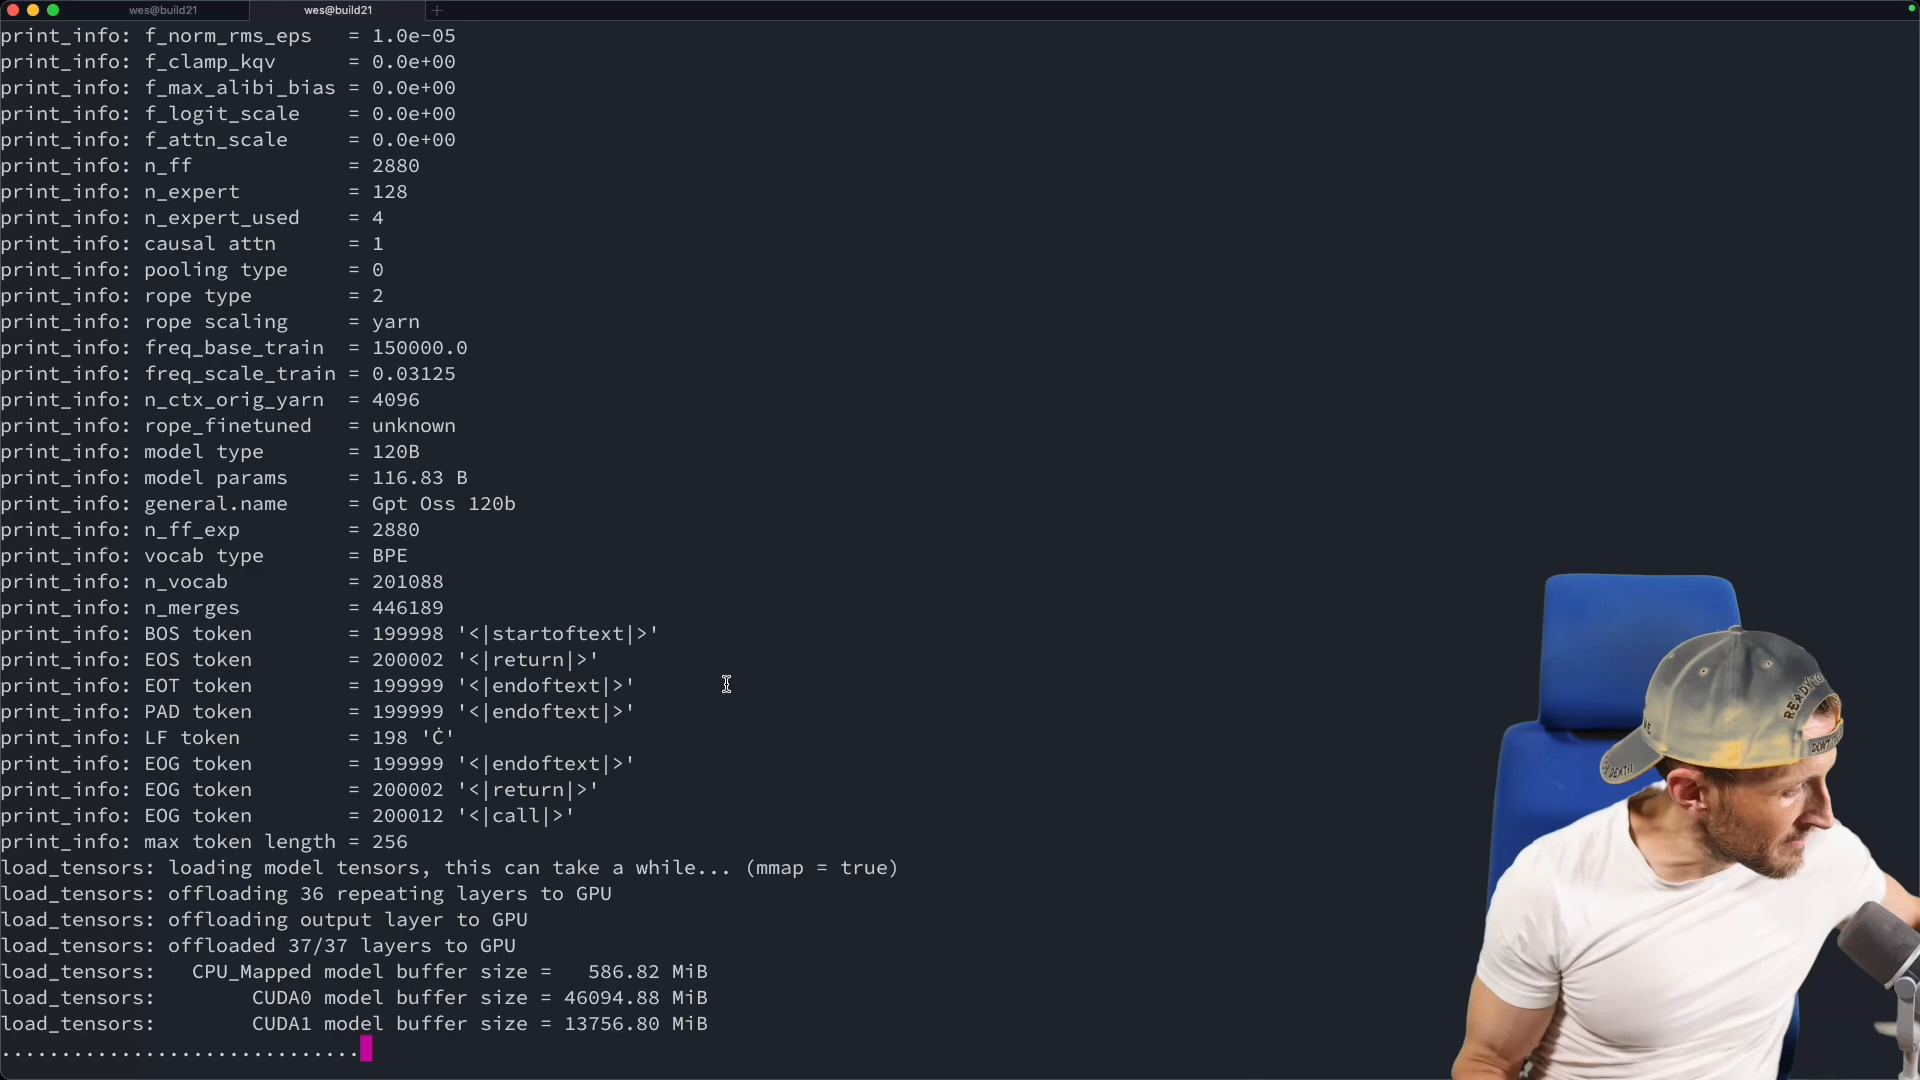 wes@build21
wes@build21
print_info: f_norm_rms_eps   = 1.0e-05
print_info: f_clamp_kqv      = 0.0e+00
print_info: f_max_alibi_bias = 0.0e+00
print_info: f_logit_scale    = 0.0e+00
print_info: f_attn_scale     = 0.0e+00
print_info: n_ff             = 2880
print_info: n_expert         = 128
print_info: n_expert_used    = 4
print_info: causal attn      = 1
print_info: pooling type     = 0
print_info: rope type        = 2
print_info: rope scaling     = yarn
print_info: freq_base_train  = 150000.0
print_info: freq_scale_train = 0.03125
print_info: n_ctx_orig_yarn  = 4096
print_info: rope_finetuned   = unknown
print_info: model type       = 120B
print_info: model params     = 116.83 B
print_info: general.name     = Gpt Oss 120b
print_info: n_ff_exp         = 2880
print_info: vocab type       = BPE
print_info: n_vocab          = 201088
print_info: n_merges         = 446189
print_info: BOS token        = 199998 '<|startoftext|>'
print_info: EOS token        = 200002 '<|return|>'
print_info: EOT token        = 199999 '<|endoftext|>'
print_info: PAD token        = 199999 '<|endoftext|>'
print_info: LF token         = 198 'Ċ'
print_info: EOG token        = 199999 '<|endoftext|>'
print_info: EOG token        = 200002 '<|return|>'
print_info: EOG token        = 200012 '<|call|>'
print_info: max token length = 256
load_tensors: loading model tensors, this can take a while... (mmap = true)
load_tensors: offloading 36 repeating layers to GPU
load_tensors: offloading output layer to GPU
load_tensors: offloaded 37/37 layers to GPU
load_tensors:   CPU_Mapped model buffer size =   586.82 MiB
load_tensors:        CUDA0 model buffer size = 46094.88 MiB
load_tensors:        CUDA1 model buffer size = 13756.80 MiB
..............................
READY TO
DON'T
DEATH!